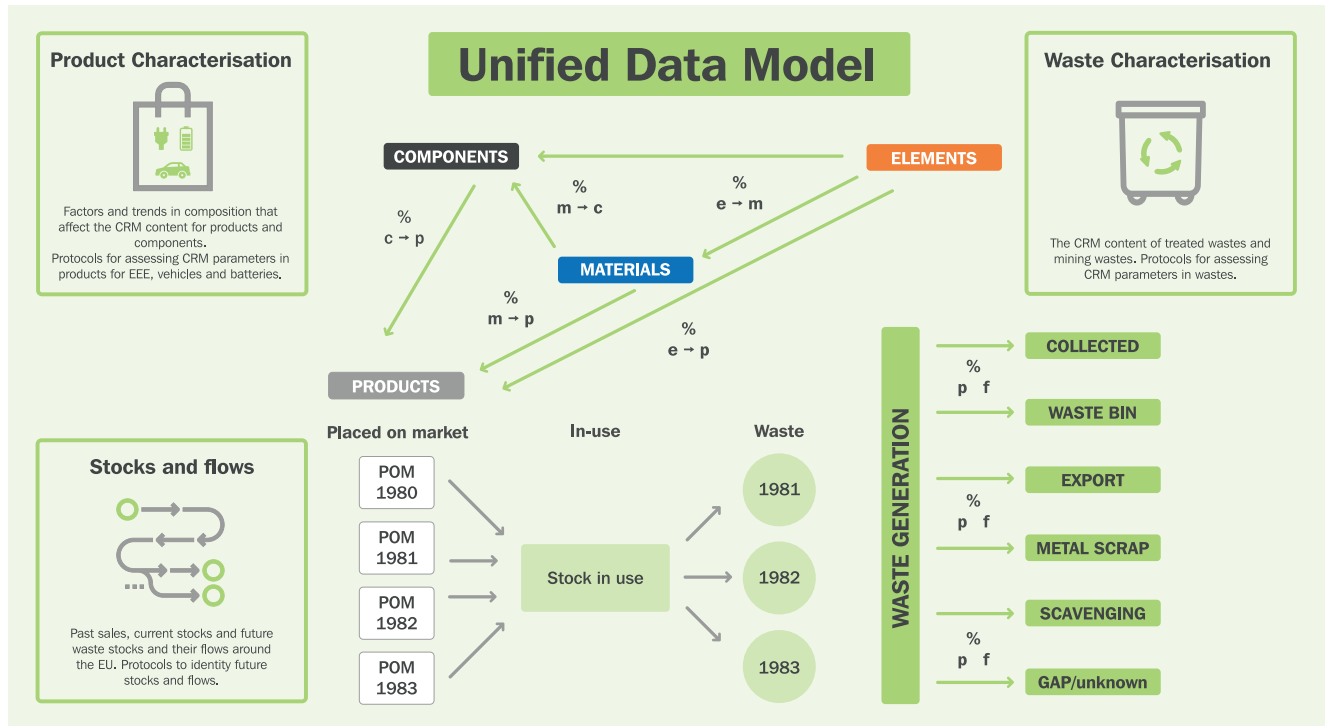 Unified Data Model
Product Characterisation
Factors and trends in composition that
affect the CRM content for products and
components.
Protocols for assessing CRM parameters in
products for EEE, vehicles and batteries.
Waste Characterisation
The CRM content of treated wastes and
mining wastes. Protocols for assessing
CRM parameters in wastes.
COMPONENTS
ELEMENTS
%
m → c
%
e → m
%
c → p
MATERIALS
%
m → p
%
e → p
PRODUCTS
Placed on market
In-use
Waste
POM
1980
POM
1981
POM
1982
POM
1983
Stock in use
1981
1982
1983
Stocks and flows
Past sales, current stocks and future
waste stocks and their flows around
the EU. Protocols to identity future
stocks and flows.
WASTE GENERATION
COLLECTED
%
p f
WASTE BIN
EXPORT
%
p f
METAL SCRAP
SCAVENGING
%
p f
GAP/unknown